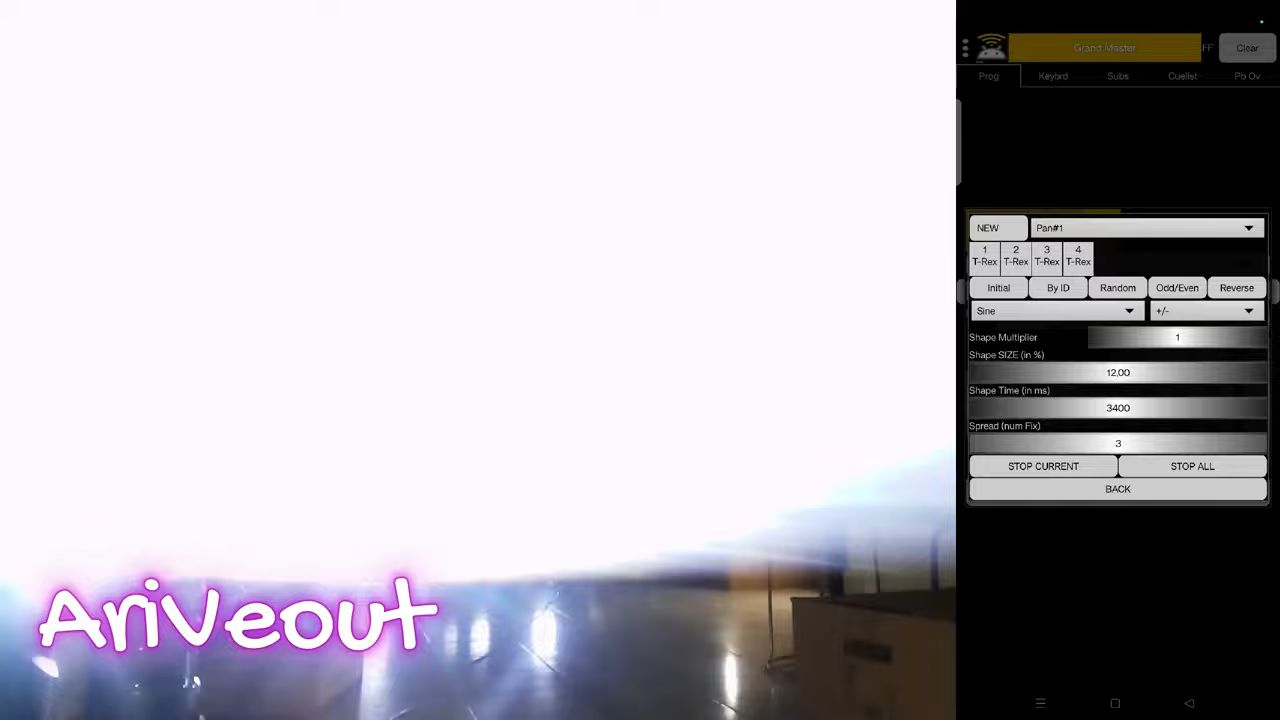 Grand Master
FF
Clear
Prog
Keybrd
Subs
Cuelist
Pb Ov
NEW
Pan#1
1 2 3 4
T-Rex T-Rex T-Rex T-Rex
Initial
By ID
Random
Odd/Even
Reverse
Sine
+/-
Shape Multiplier
1
Shape SIZE (in %)
12,00
Shape Time (in ms)
3400
Spread (num Fix)
3
STOP CURRENT
STOP ALL
BACK
Ariveout